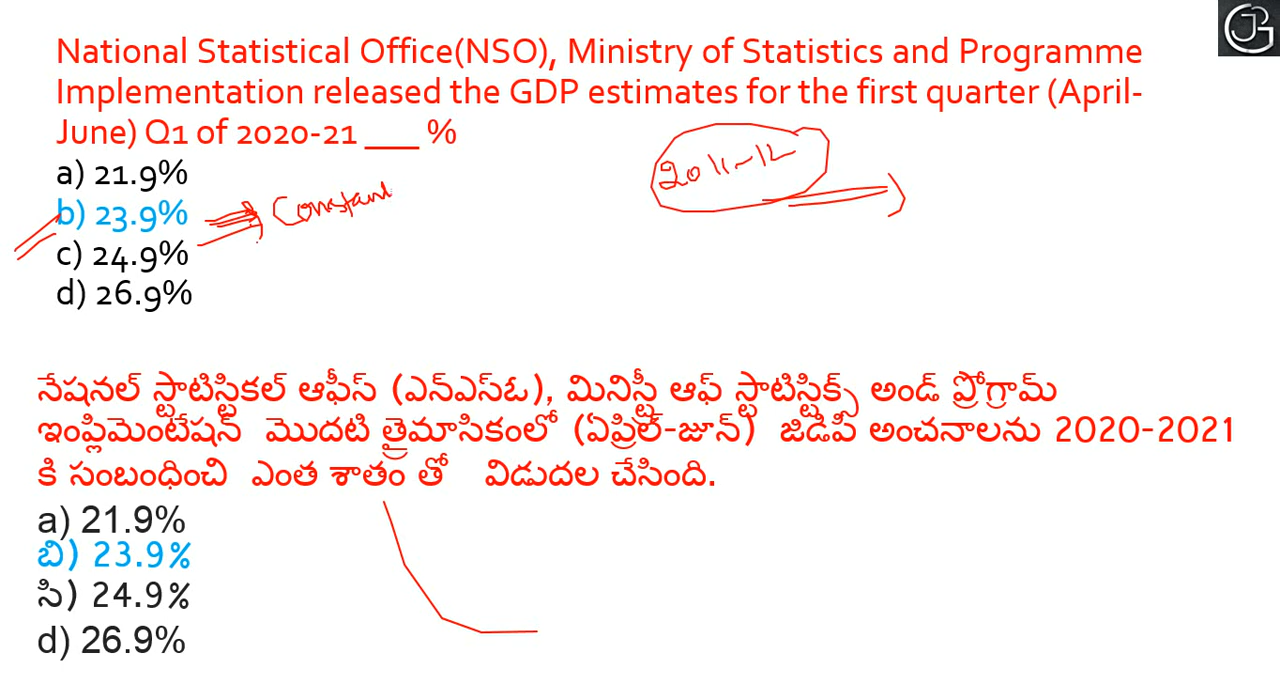 National Statistical Office(NSO), Ministry of Statistics and Programme
Implementation released the GDP estimates for the first quarter (April-
June) Q1 of 2020-21 ___ %
2011-12
a) 21.9%
b) 23.9%
Constant
c) 24.9%
d) 26.9%
నేషనల్ స్టాటిస్టికల్ ఆఫీస్ (ఎన్ఎస్ఓ), మినిస్టీ ఆఫ్ స్టాటిస్టిక్స్ అండ్ ప్రోగ్రామ్
ఇంప్లిమెంటేషన్ మొదటి త్రైమాసికంలో (ఏప్రిల్-జూన్) జిడిపి అంచనాలను 2020-2021
కి సంబంధించి ఎంత శాతం తో విడుదల చేసింది.
a) 21.9%
బి) 23.9%
సి) 24.9%
d) 26.9%